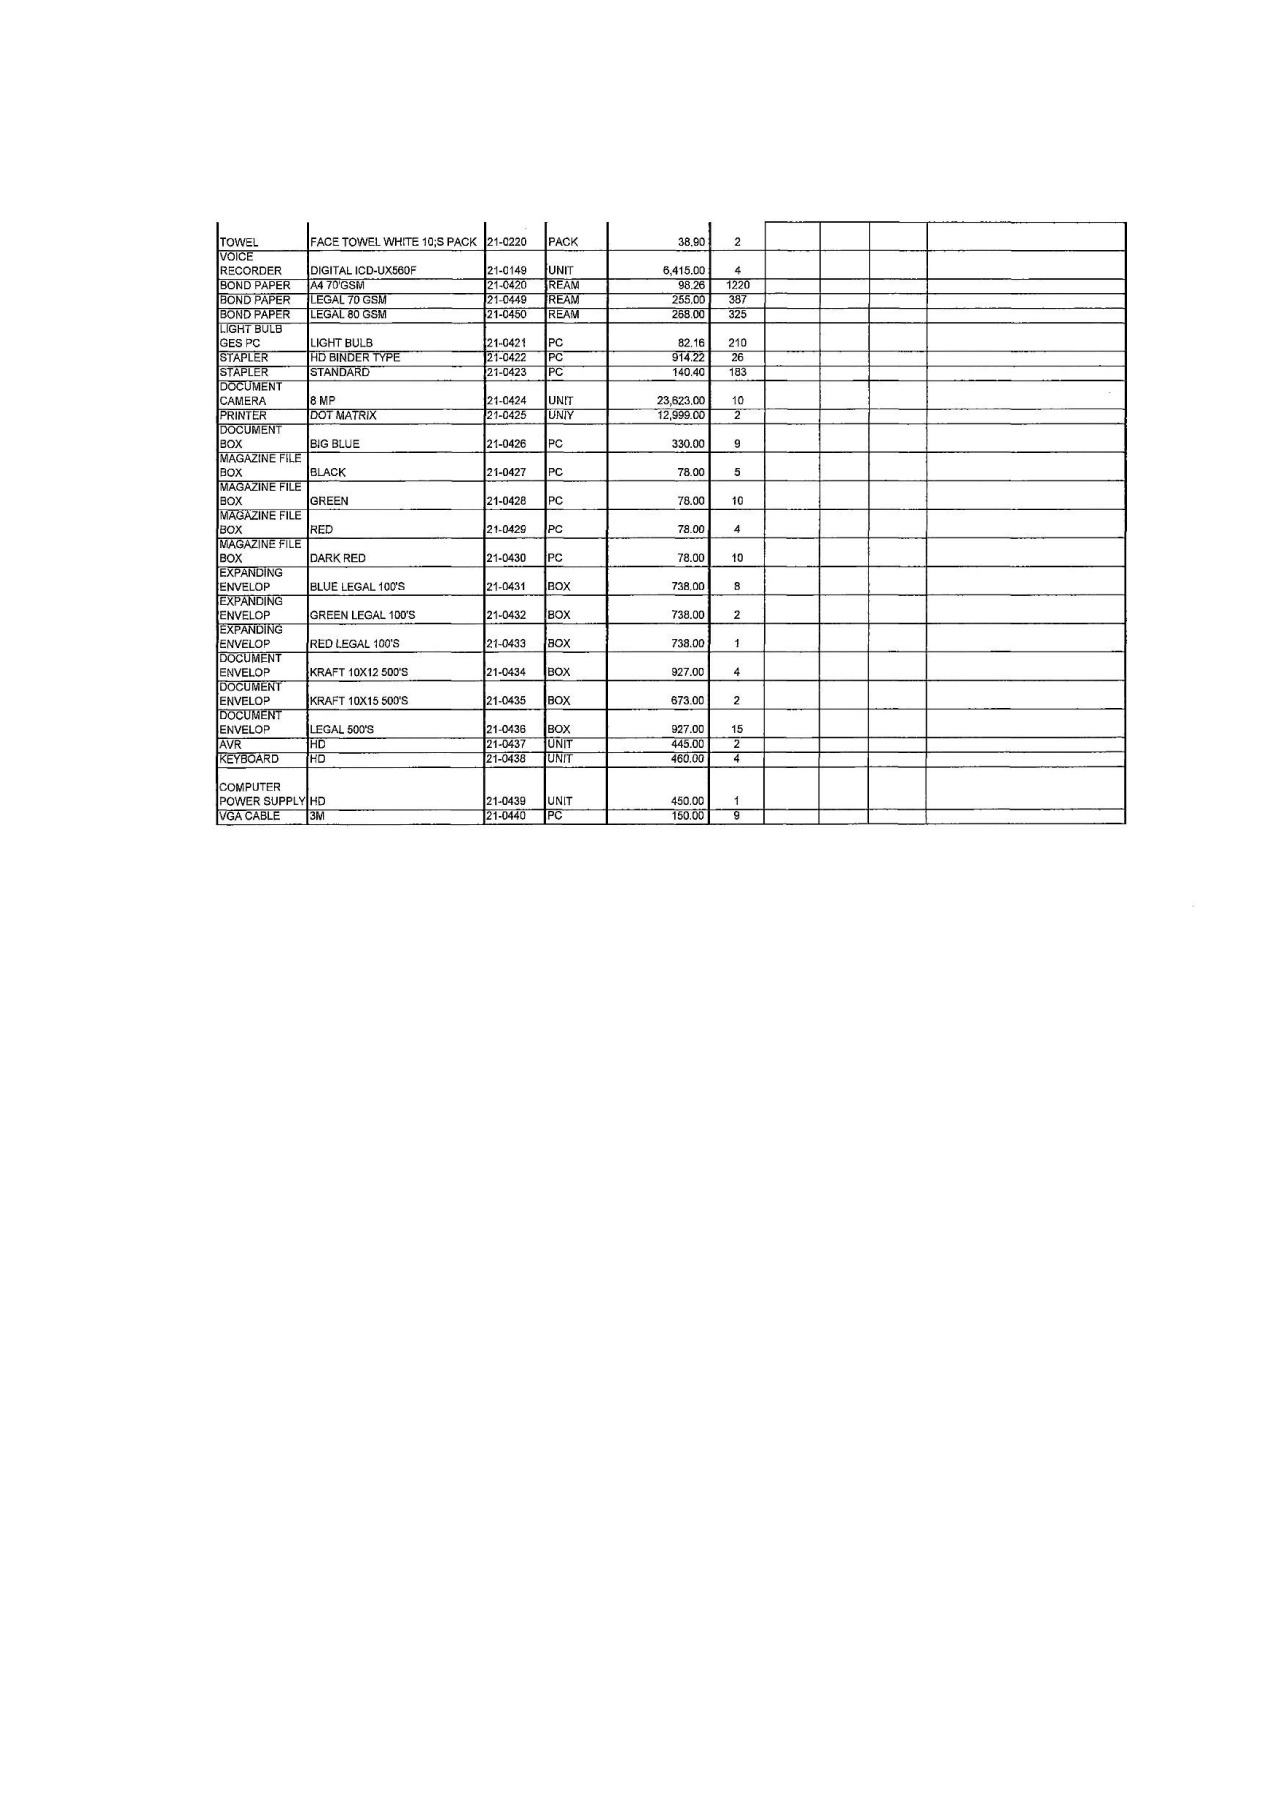 TOWEL FACE TOWEL WHITE 10;S PACK 21-0220 PACK 38.90 2
VOICE
RECORDER DIGITAL ICD-UX560F 21-0149 UNIT 6,415.00 4
BOND PAPER A4 70'GSM 21-0420 REAM 98.26 1220
BOND PAPER LEGAL 70 GSM 21-0449 REAM 255.00 387
BOND PAPER LEGAL 80 GSM 21-0450 REAM 268.00 325
LIGHT BULB
GES PC LIGHT BULB 21-0421 PC 82.16 210
STAPLER HD BINDER TYPE 21-0422 PC 914.22 26
STAPLER STANDARD 21-0423 PC 140.40 183
DOCUMENT
CAMERA 8 MP 21-0424 UNIT 23,623.00 10
PRINTER DOT MATRIX 21-0425 UNIY 12,999.00 2
DOCUMENT
BOX BIG BLUE 21-0426 PC 330.00 9
MAGAZINE FILE
BOX BLACK 21-0427 PC 78.00 5
MAGAZINE FILE
BOX GREEN 21-0428 PC 78.00 10
MAGAZINE FILE
BOX RED 21-0429 PC 78.00 4
MAGAZINE FILE
BOX DARK RED 21-0430 PC 78.00 10
EXPANDING
ENVELOP BLUE LEGAL 100'S 21-0431 BOX 738.00 8
EXPANDING
ENVELOP GREEN LEGAL 100'S 21-0432 BOX 738.00 2
EXPANDING
ENVELOP RED LEGAL 100'S 21-0433 BOX 738.00 1
DOCUMENT
ENVELOP KRAFT 10X12 500'S 21-0434 BOX 927.00 4
DOCUMENT
ENVELOP KRAFT 10X15 500'S 21-0435 BOX 673.00 2
DOCUMENT
ENVELOP LEGAL 500'S 21-0436 BOX 927.00 15
AVR HD 21-0437 UNIT 445.00 2
KEYBOARD HD 21-0438 UNIT 460.00 4
COMPUTER
POWER SUPPLY HD 21-0439 UNIT 450.00 1
VGA CABLE 3M 21-0440 PC 150.00 9